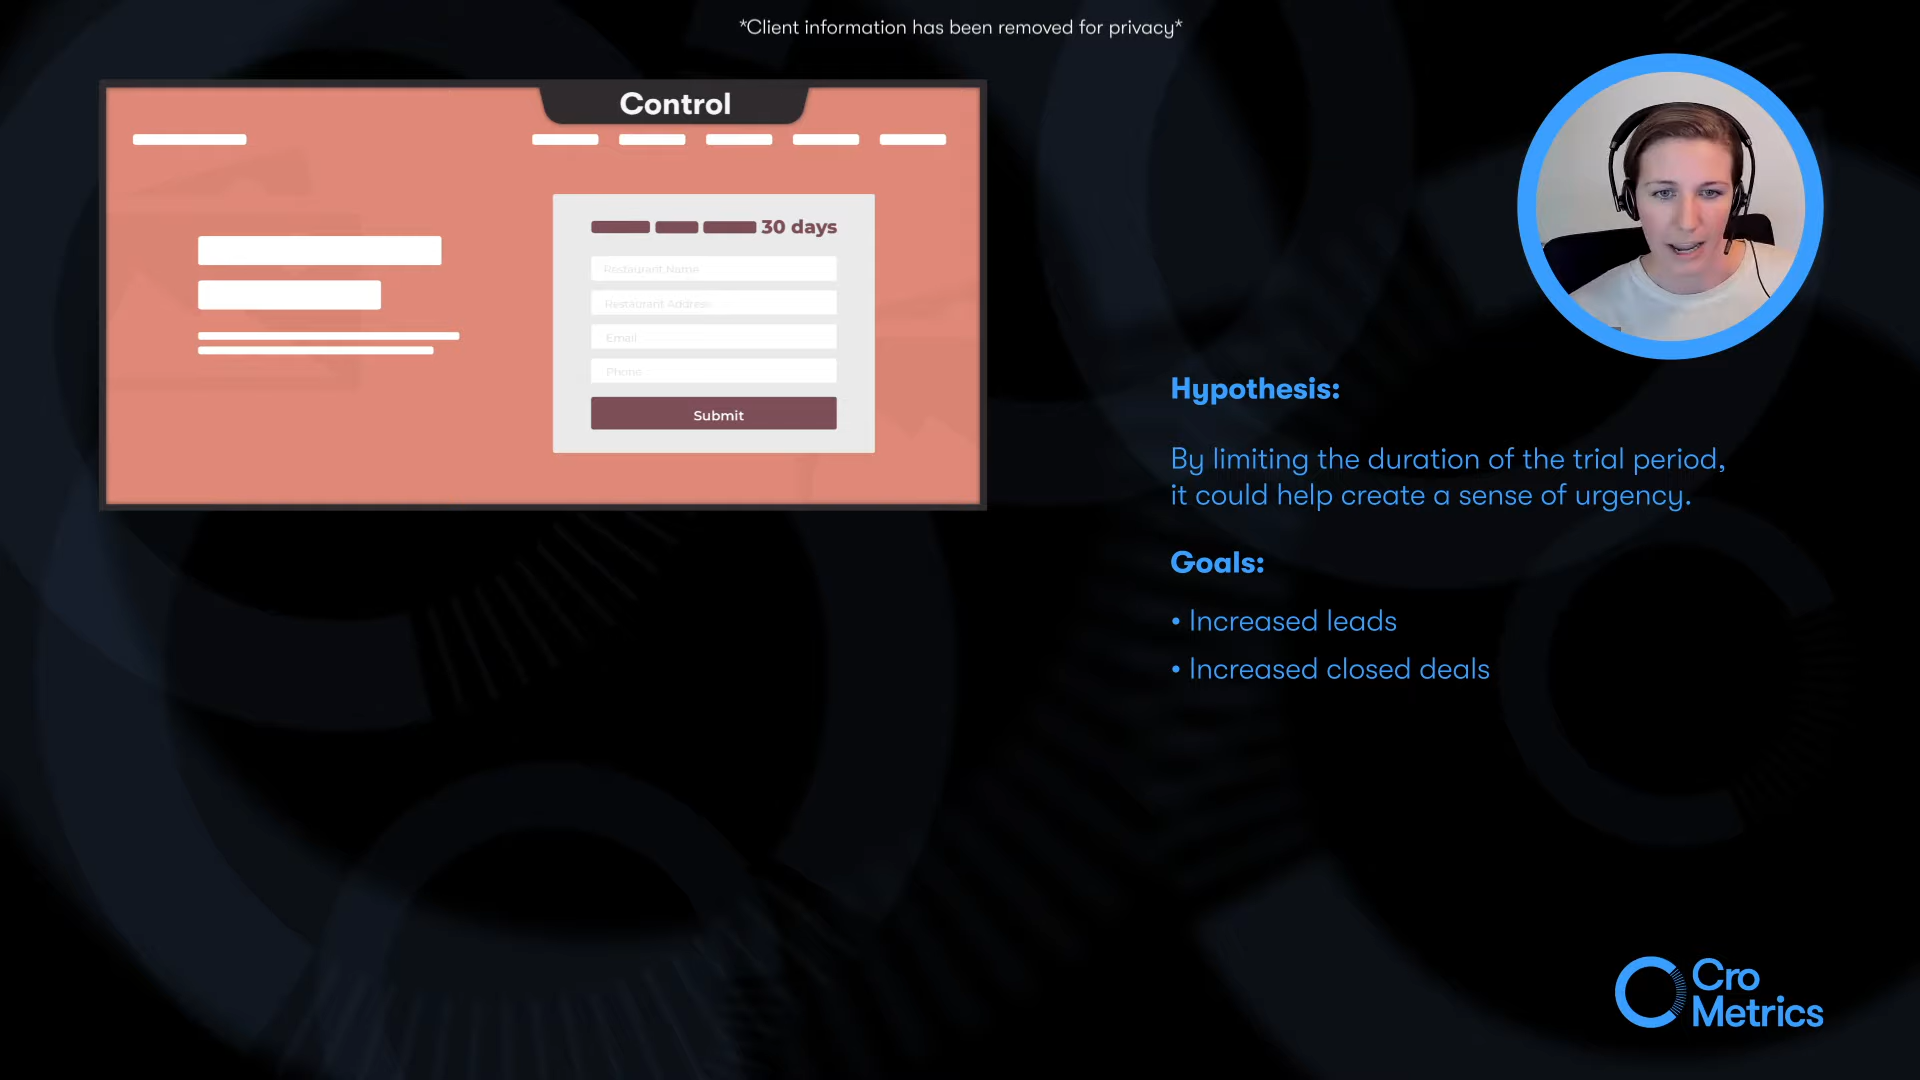 *Client information has been removed for privacy*
Control
30 days
Restaurant Name
Restaurant Address
Email
Phone
Submit
Hypothesis:
By limiting the duration of the trial period,
it could help create a sense of urgency.
Goals:
• Increased leads
• Increased closed deals
Cro
Metrics